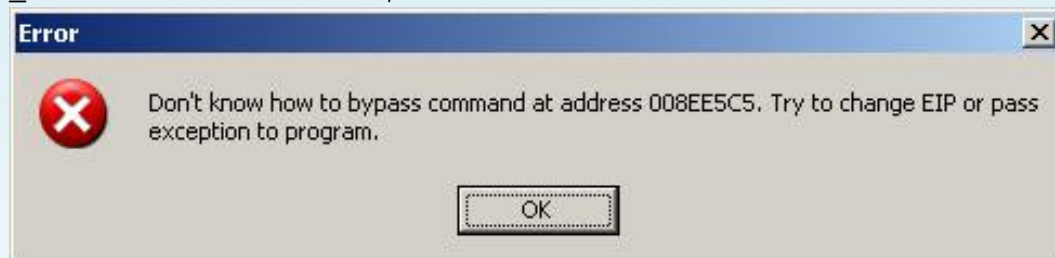 Error
Don't know how to bypass command at address 008EE5C5. Try to change EIP or pass
exception to program.
OK